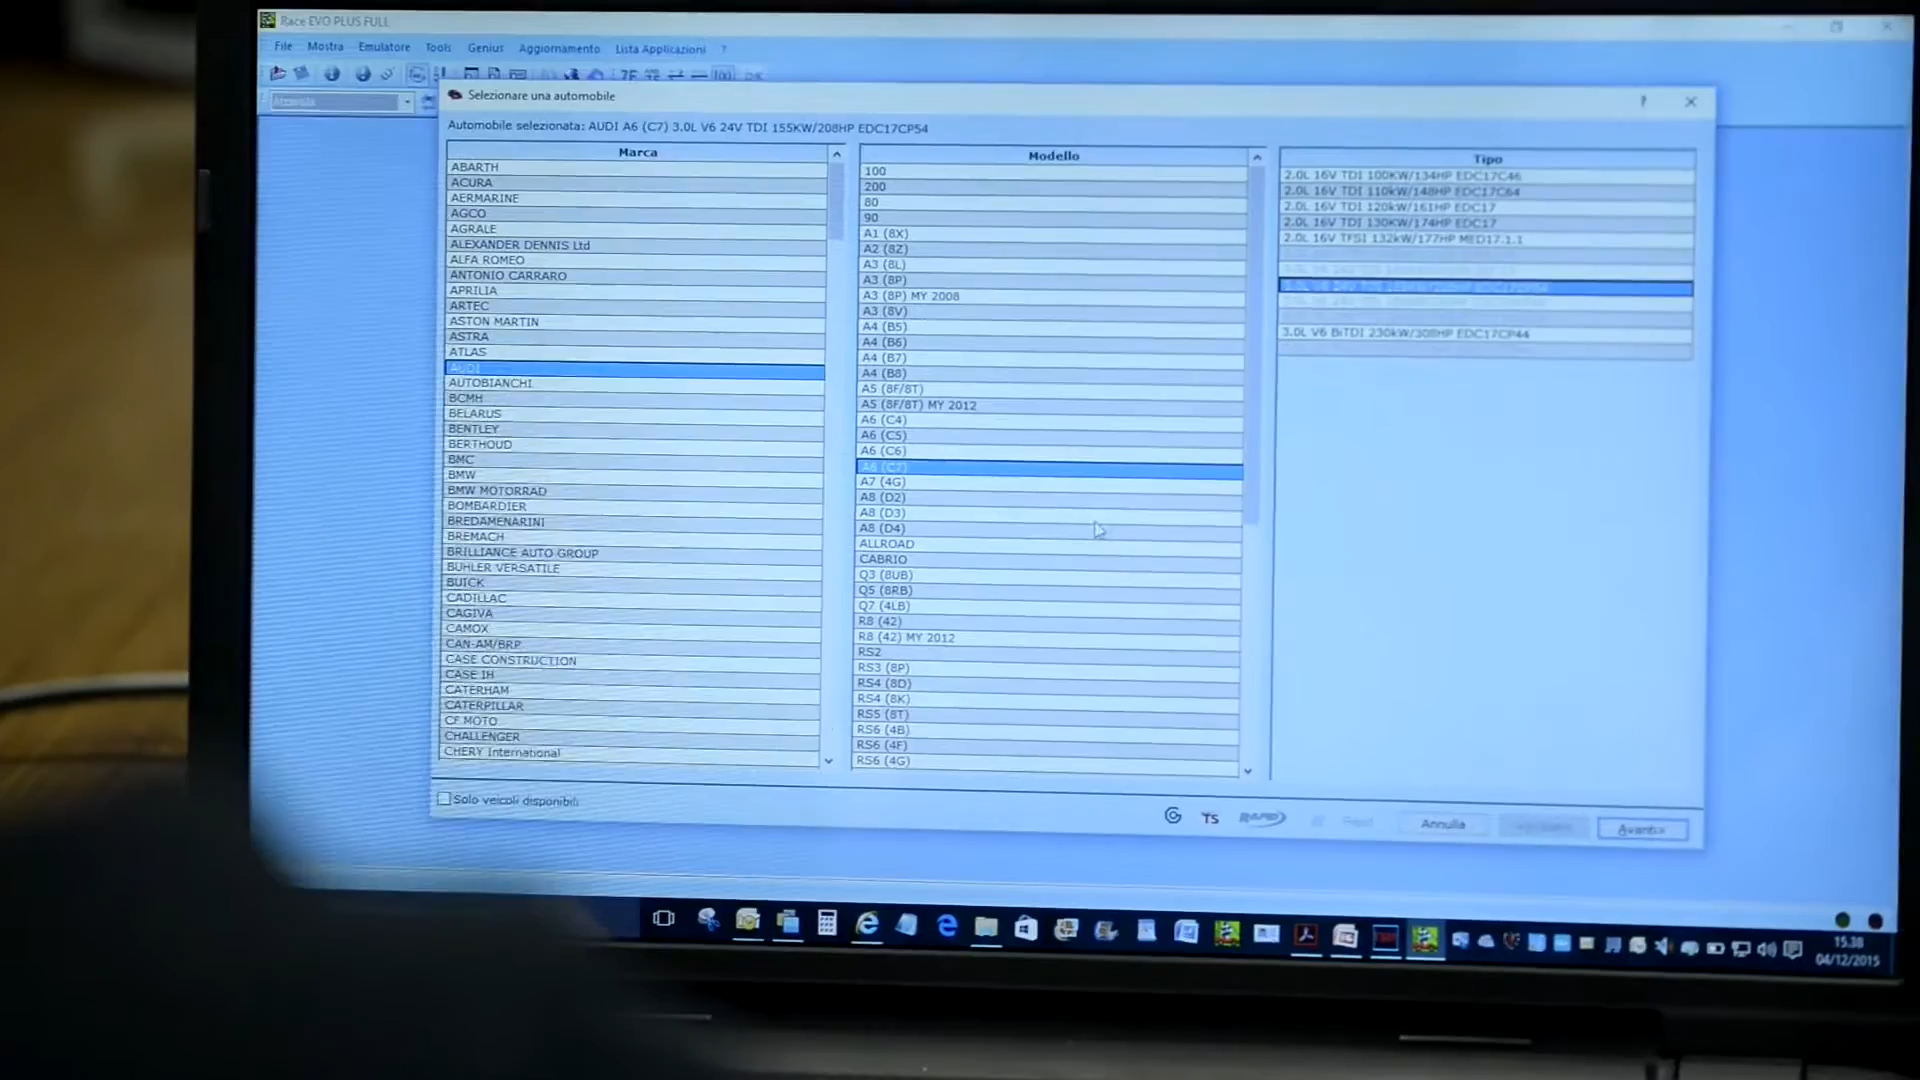 Race EVO PLUS FULL
File Mostra Emulatore Tools Genius Aggiornamento Lista Applicazioni ?
Selezionare una automobile
Automobile selezionata: AUDI A6 (C7) 3.0L V6 24V TDI 155KW/208HP EDC17CP54
Marca
ABARTH
ACURA
AERMARINE
AGCO
AGRALE
ALEXANDER DENNIS Ltd
ALFA ROMEO
ANTONIO CARRARO
APRILIA
ARTEC
ASTON MARTIN
ASTRA
ATLAS
AUDI
AUTOBIANCHI
BCMH
BELARUS
BENTLEY
BERTHOUD
BMC
BMW
BMW MOTORRAD
BOMBARDIER
BREDAMENARINI
BREMACH
BRILLIANCE AUTO GROUP
BUHLER VERSATILE
BUICK
CADILLAC
CAGIVA
CAMOX
CAN-AM/BRP
CASE CONSTRUCTION
CASE IH
CATERHAM
CATERPILLAR
CF MOTO
CHALLENGER
CHERY International
Modello
100
200
80
90
A1 (8X)
A2 (8Z)
A3 (8L)
A3 (8P)
A3 (8P) MY 2008
A3 (8V)
A4 (B5)
A4 (B6)
A4 (B7)
A4 (B8)
A5 (8F/8T)
A5 (8F/8T) MY 2012
A6 (C4)
A6 (C5)
A6 (C6)
A6 (C7)
A7 (4G)
A8 (D2)
A8 (D3)
A8 (D4)
ALLROAD
CABRIO
Q3 (8UB)
Q5 (8RB)
Q7 (4LB)
R8 (42)
R8 (42) MY 2012
RS2
RS3 (8P)
RS4 (8D)
RS4 (8K)
RS5 (8T)
RS6 (4B)
RS6 (4F)
RS6 (4G)
Tipo
2.0L 16V TDI 100KW/134HP EDC17C46
2.0L 16V TDI 110kW/148HP EDC17C64
2.0L 16V TDI 120kW/161HP EDC17
2.0L 16V TDI 130KW/174HP EDC17
2.0L 16V TFSI 132kW/177HP MED17.1.1
3.0L V6 BiTDI 230kW/308HP EDC17CP44
Solo veicoli disponibili
TS RAPID Annulla Avanti>
15.38
04/12/2015